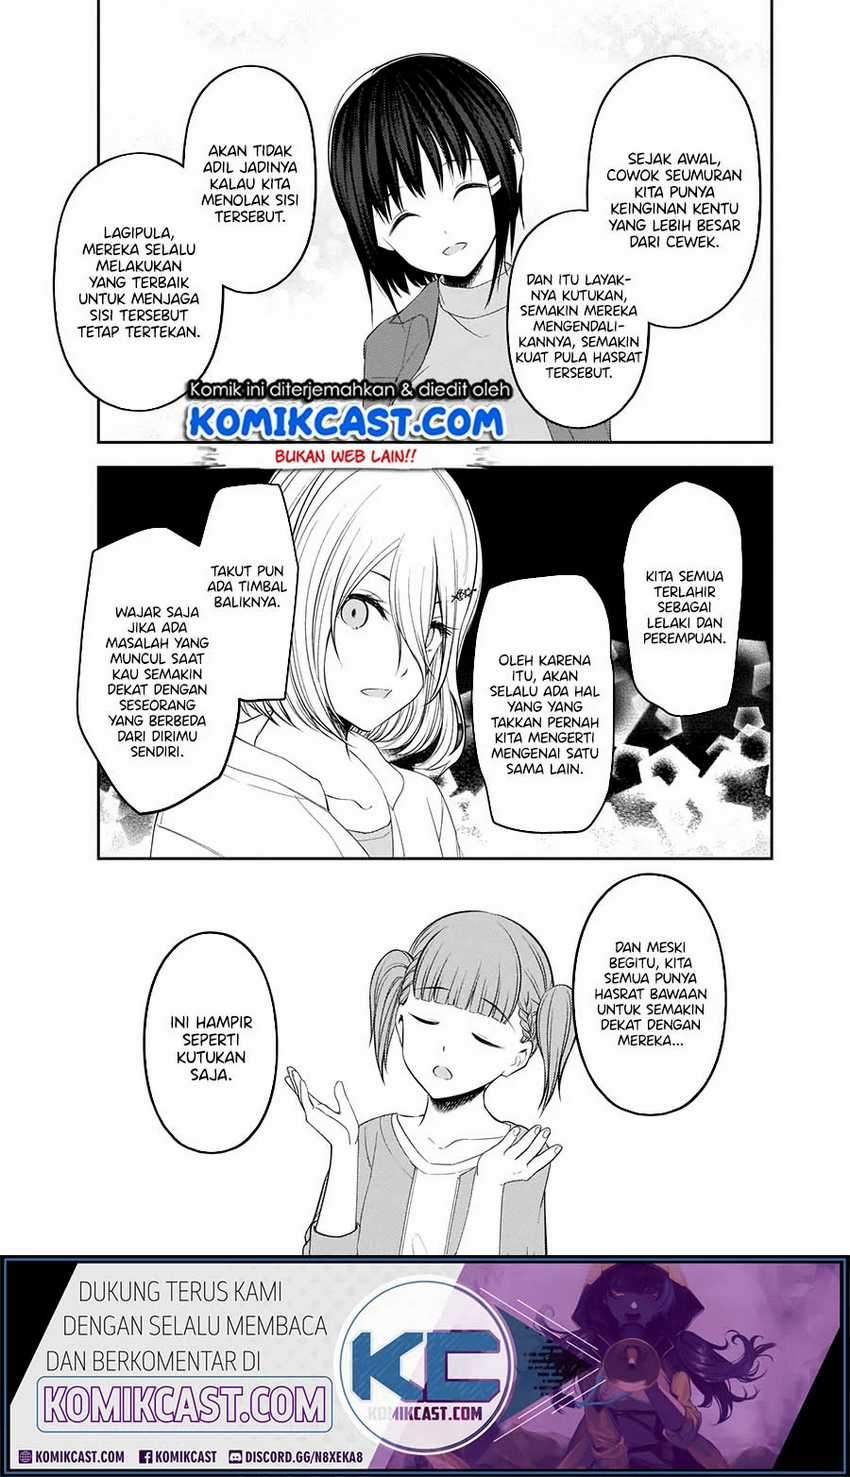 SEJAK AWAL,
COWOK SEUMURAN
KITA PUNYA
KEINGINAN KENTU
YANG LEBIH BESAR
DARI CEWEK.
DAN ITU LAYAK-
NYA KUTUKAN,
SEMAKIN MEREKA
MENGENDALI-
KANNYA, SEMAKIN
KUAT PULA HASRAT
TERSEBUT.
AKAN TIDAK
ADIL JADINYA
KALAU KITA
MENOLAK SISI
TERSEBUT.
LAGIPULA,
MEREKA SELALU
MELAKUKAN
YANG TERBAIK
UNTUK MENJAGA
SISI TERSEBUT
TETAP TERTEKAN.
Komik ini diterjemahkan & diedit oleh
KOMIKCAST.COM
BUKAN WEB LAIN!!
KITA SEMUA
TERLAHIR
SEBAGAI
LELAKI DAN
PEREMPUAN.
OLEH KARENA
ITU, AKAN
SELALU ADA HAL
YANG YANG
TAKKAN PERNAH
KITA MENGERTI
MENGENAI SATU
SAMA LAIN.
TAKUT PUN
ADA TIMBAL
BALIKNYA.
WAJAR SAJA
JIKA ADA
MASALAH YANG
MUNCUL SAAT
KAU SEMAKIN
DEKAT DENGAN
SESEORANG
YANG BERBEDA
DARI DIRIMU
SENDIRI.
DAN MESKI
BEGITU, KITA
SEMUA PUNYA
HASRAT BAWAAN
UNTUK SEMAKIN
DEKAT DENGAN
MEREKA...
INI HAMPIR
SEPERTI
KUTUKAN
SAJA.
DUKUNG TERUS KAMI
DENGAN SELALU MEMBACA
DAN BERKOMENTAR DI
KOMIKCAST.COM
KC
KOMIKCAST.COM
KOMIKCAST.COM KOMIKCAST DISCORD.GG/N8XEKA8